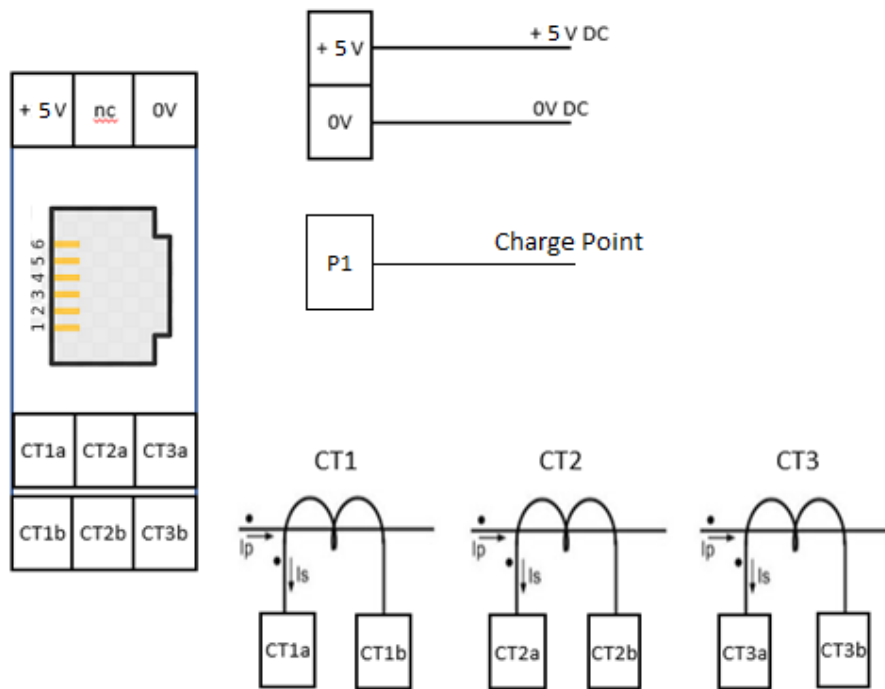 + 5 V
nc
0V
6
5
4
3
2
1
CT1a
CT2a
CT3a
CT1b
CT2b
CT3b
+ 5 V
+ 5 V DC
0V
0V DC
P1
Charge Point
CT1
Ip
Is
CT1a
CT1b
CT2
Ip
Is
CT2a
CT2b
CT3
Ip
Is
CT3a
CT3b